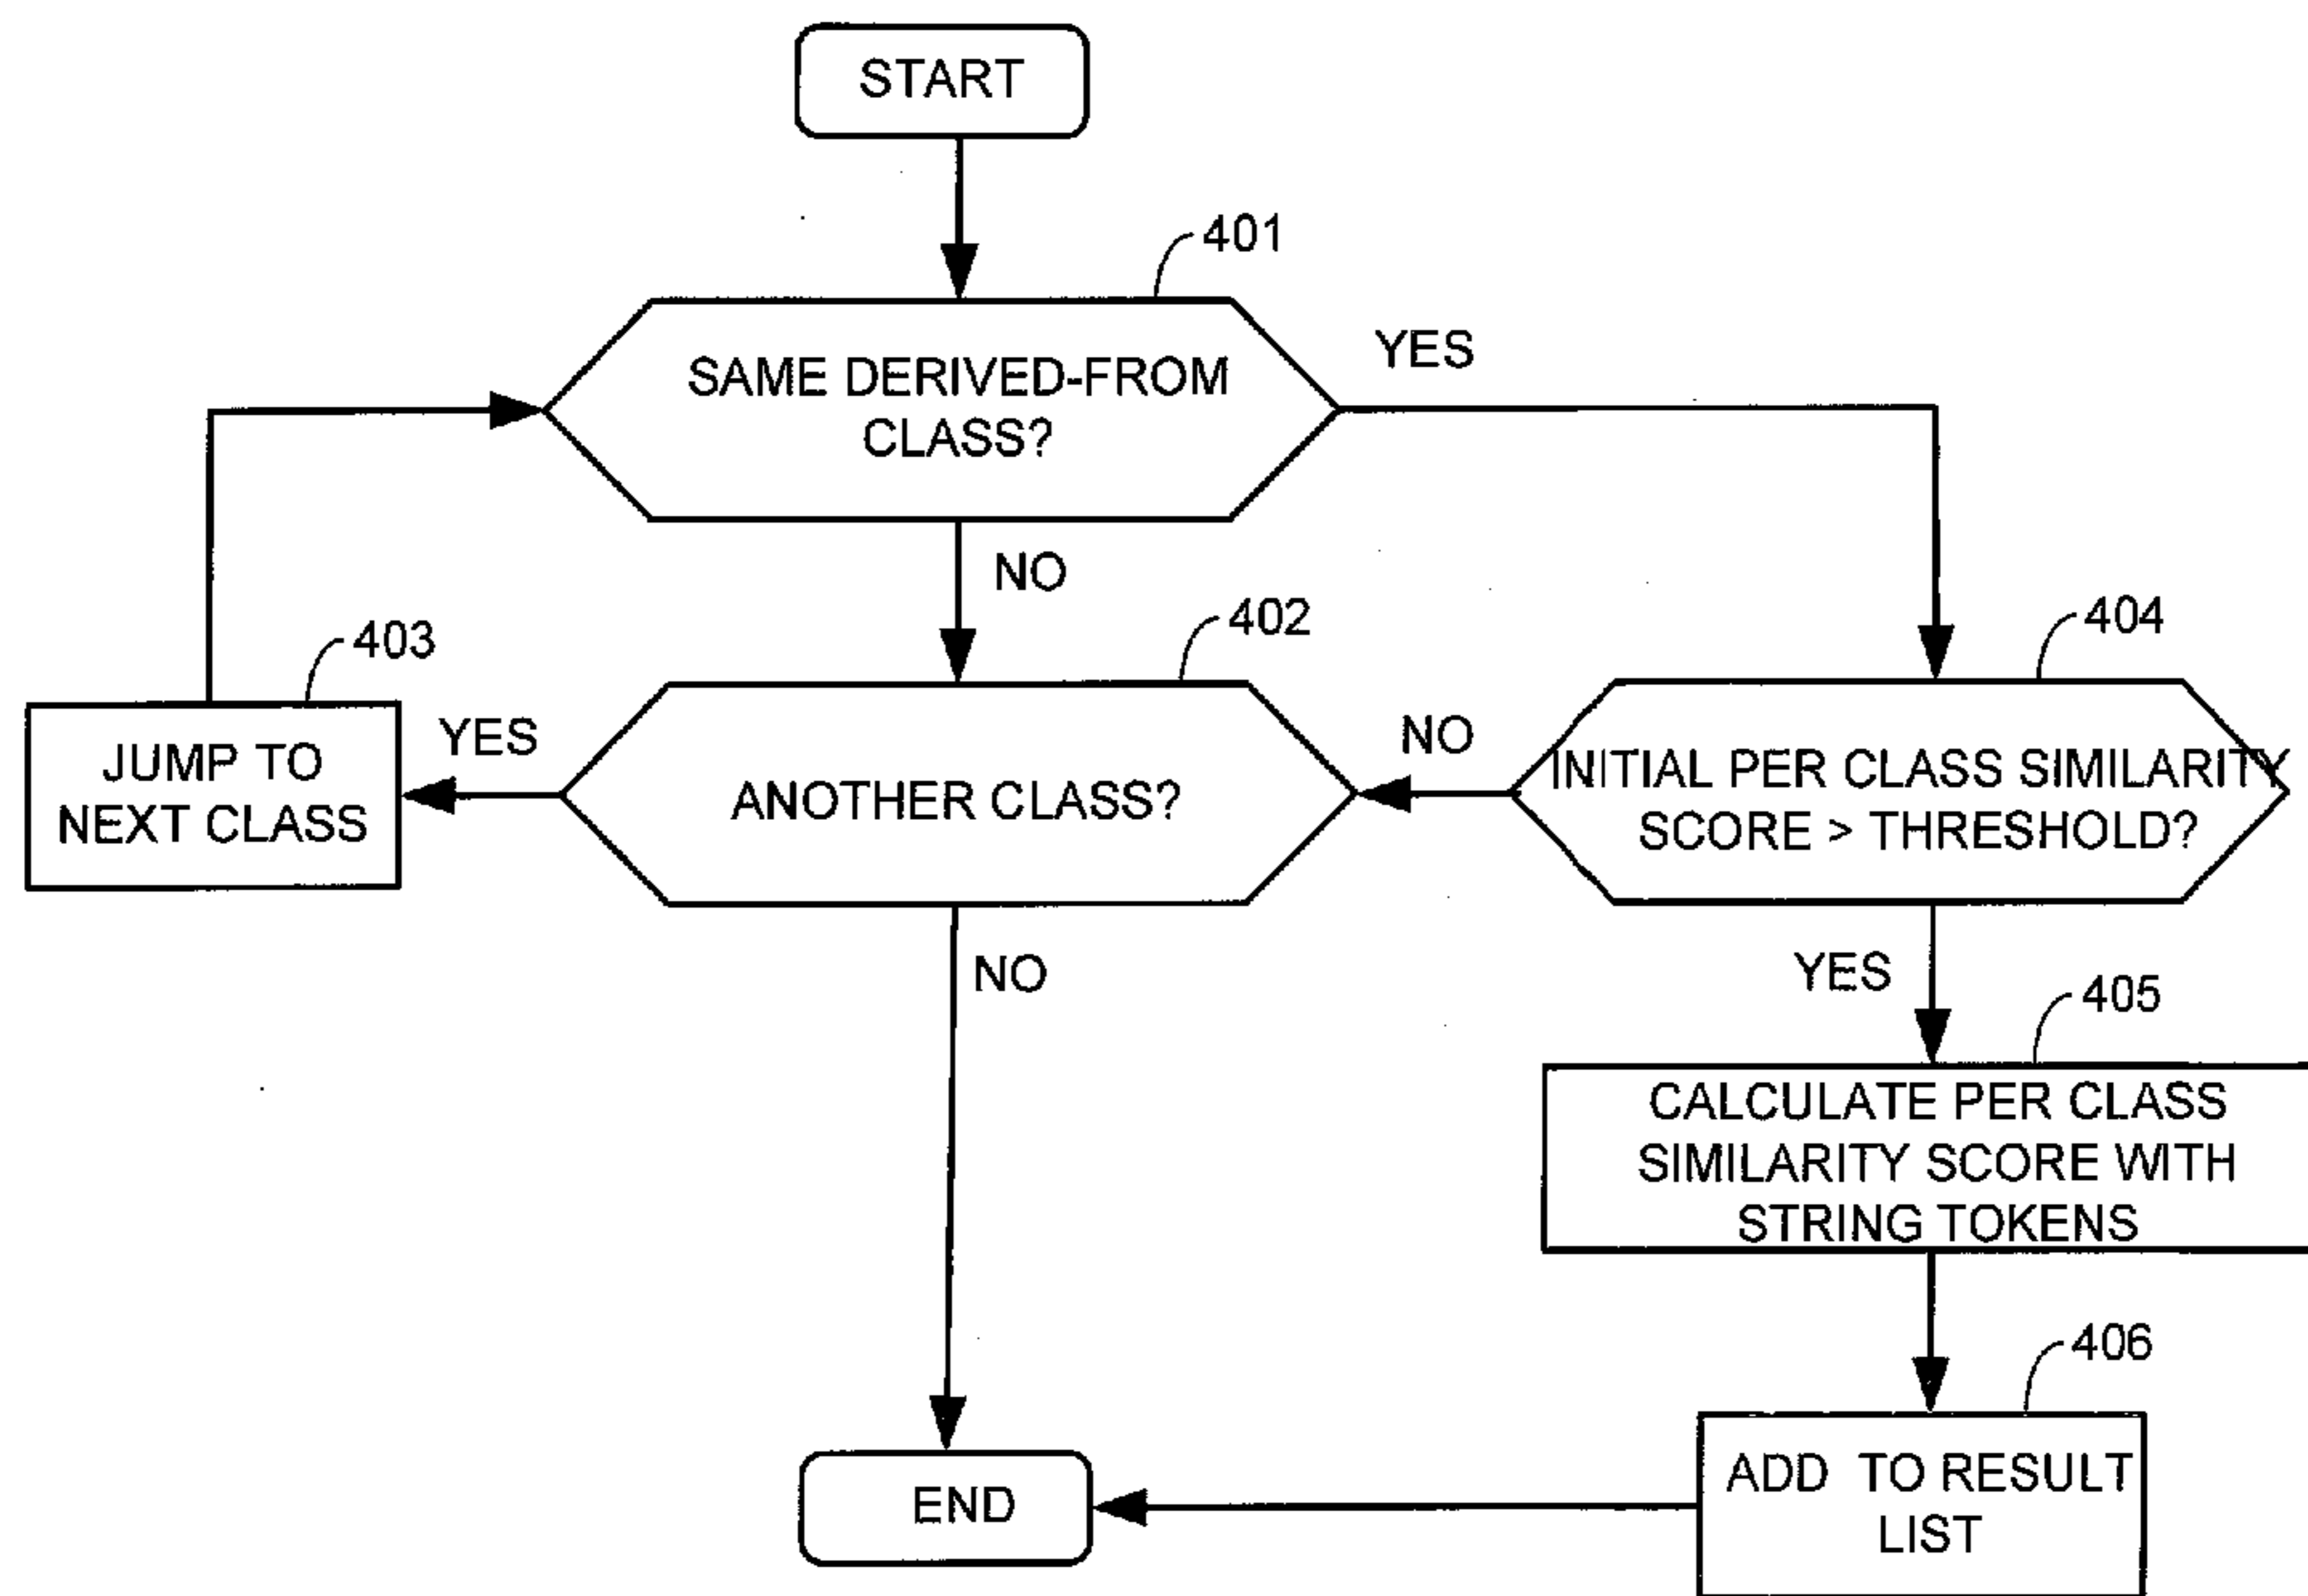 START
401
SAME DERIVED-FROM
CLASS?
YES
NO
402
403
404
JUMP TO
NEXT CLASS
YES
ANOTHER CLASS?
NO
INITIAL PER CLASS SIMILARITY
SCORE > THRESHOLD?
NO
YES
405
CALCULATE PER CLASS
SIMILARITY SCORE WITH
STRING TOKENS
406
ADD TO RESULT
LIST
END